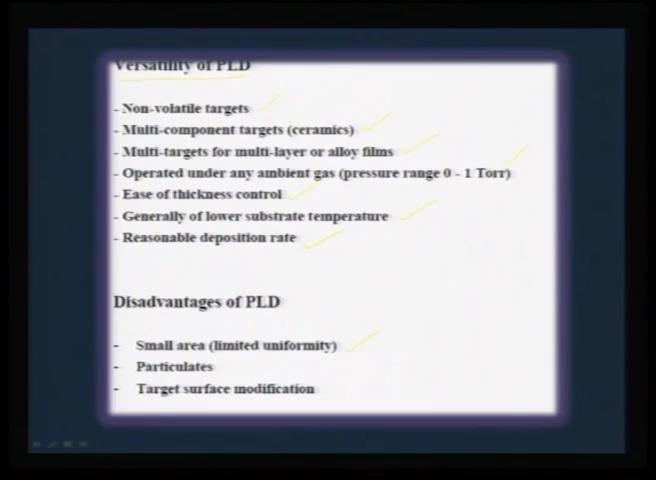 Versatility of PLD
- Non-volatile targets
- Multi-component targets (ceramics)
- Multi-targets for multi-layer or alloy films
- Operated under any ambient gas (pressure range 0 - 1 Torr)
- Ease of thickness control
- Generally of lower substrate temperature
- Reasonable deposition rate
Disadvantages of PLD
- Small area (limited uniformity)
- Particulates
- Target surface modification